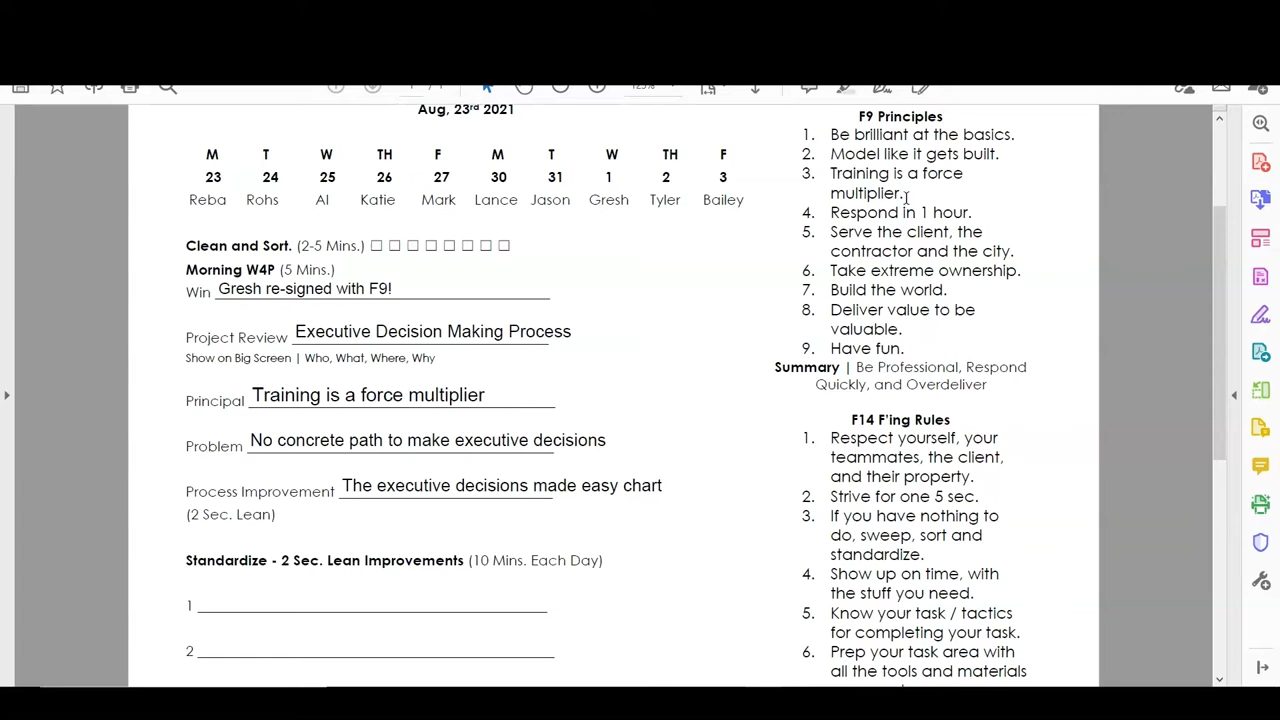 Aug, 23rd 2021
M T W TH F M T W TH F
23 24 25 26 27 30 31 1 2 3
Reba Rohs Al Katie Mark Lance Jason Gresh Tyler Bailey
Clean and Sort. (2-5 Mins.) ☐ ☐ ☐ ☐ ☐ ☐ ☐ ☐
Morning W4P (5 Mins.)
Win Gresh re-signed with F9!
Project Review Executive Decision Making Process
Show on Big Screen | Who, What, Where, Why
Principal Training is a force multiplier
Problem No concrete path to make executive decisions
Process Improvement The executive decisions made easy chart
(2 Sec. Lean)
Standardize - 2 Sec. Lean Improvements (10 Mins. Each Day)
1
2
F9 Principles
1. Be brilliant at the basics.
2. Model like it gets built.
3. Training is a force
multiplier.
4. Respond in 1 hour.
5. Serve the client, the
contractor and the city.
6. Take extreme ownership.
7. Build the world.
8. Deliver value to be
valuable.
9. Have fun.
Summary | Be Professional, Respond
Quickly, and Overdeliver
F14 F'ing Rules
1. Respect yourself, your
teammates, the client,
and their property.
2. Strive for one 5 sec.
3. If you have nothing to
do, sweep, sort and
standardize.
4. Show up on time, with
the stuff you need.
5. Know your task / tactics
for completing your task.
6. Prep your task area with
all the tools and materials